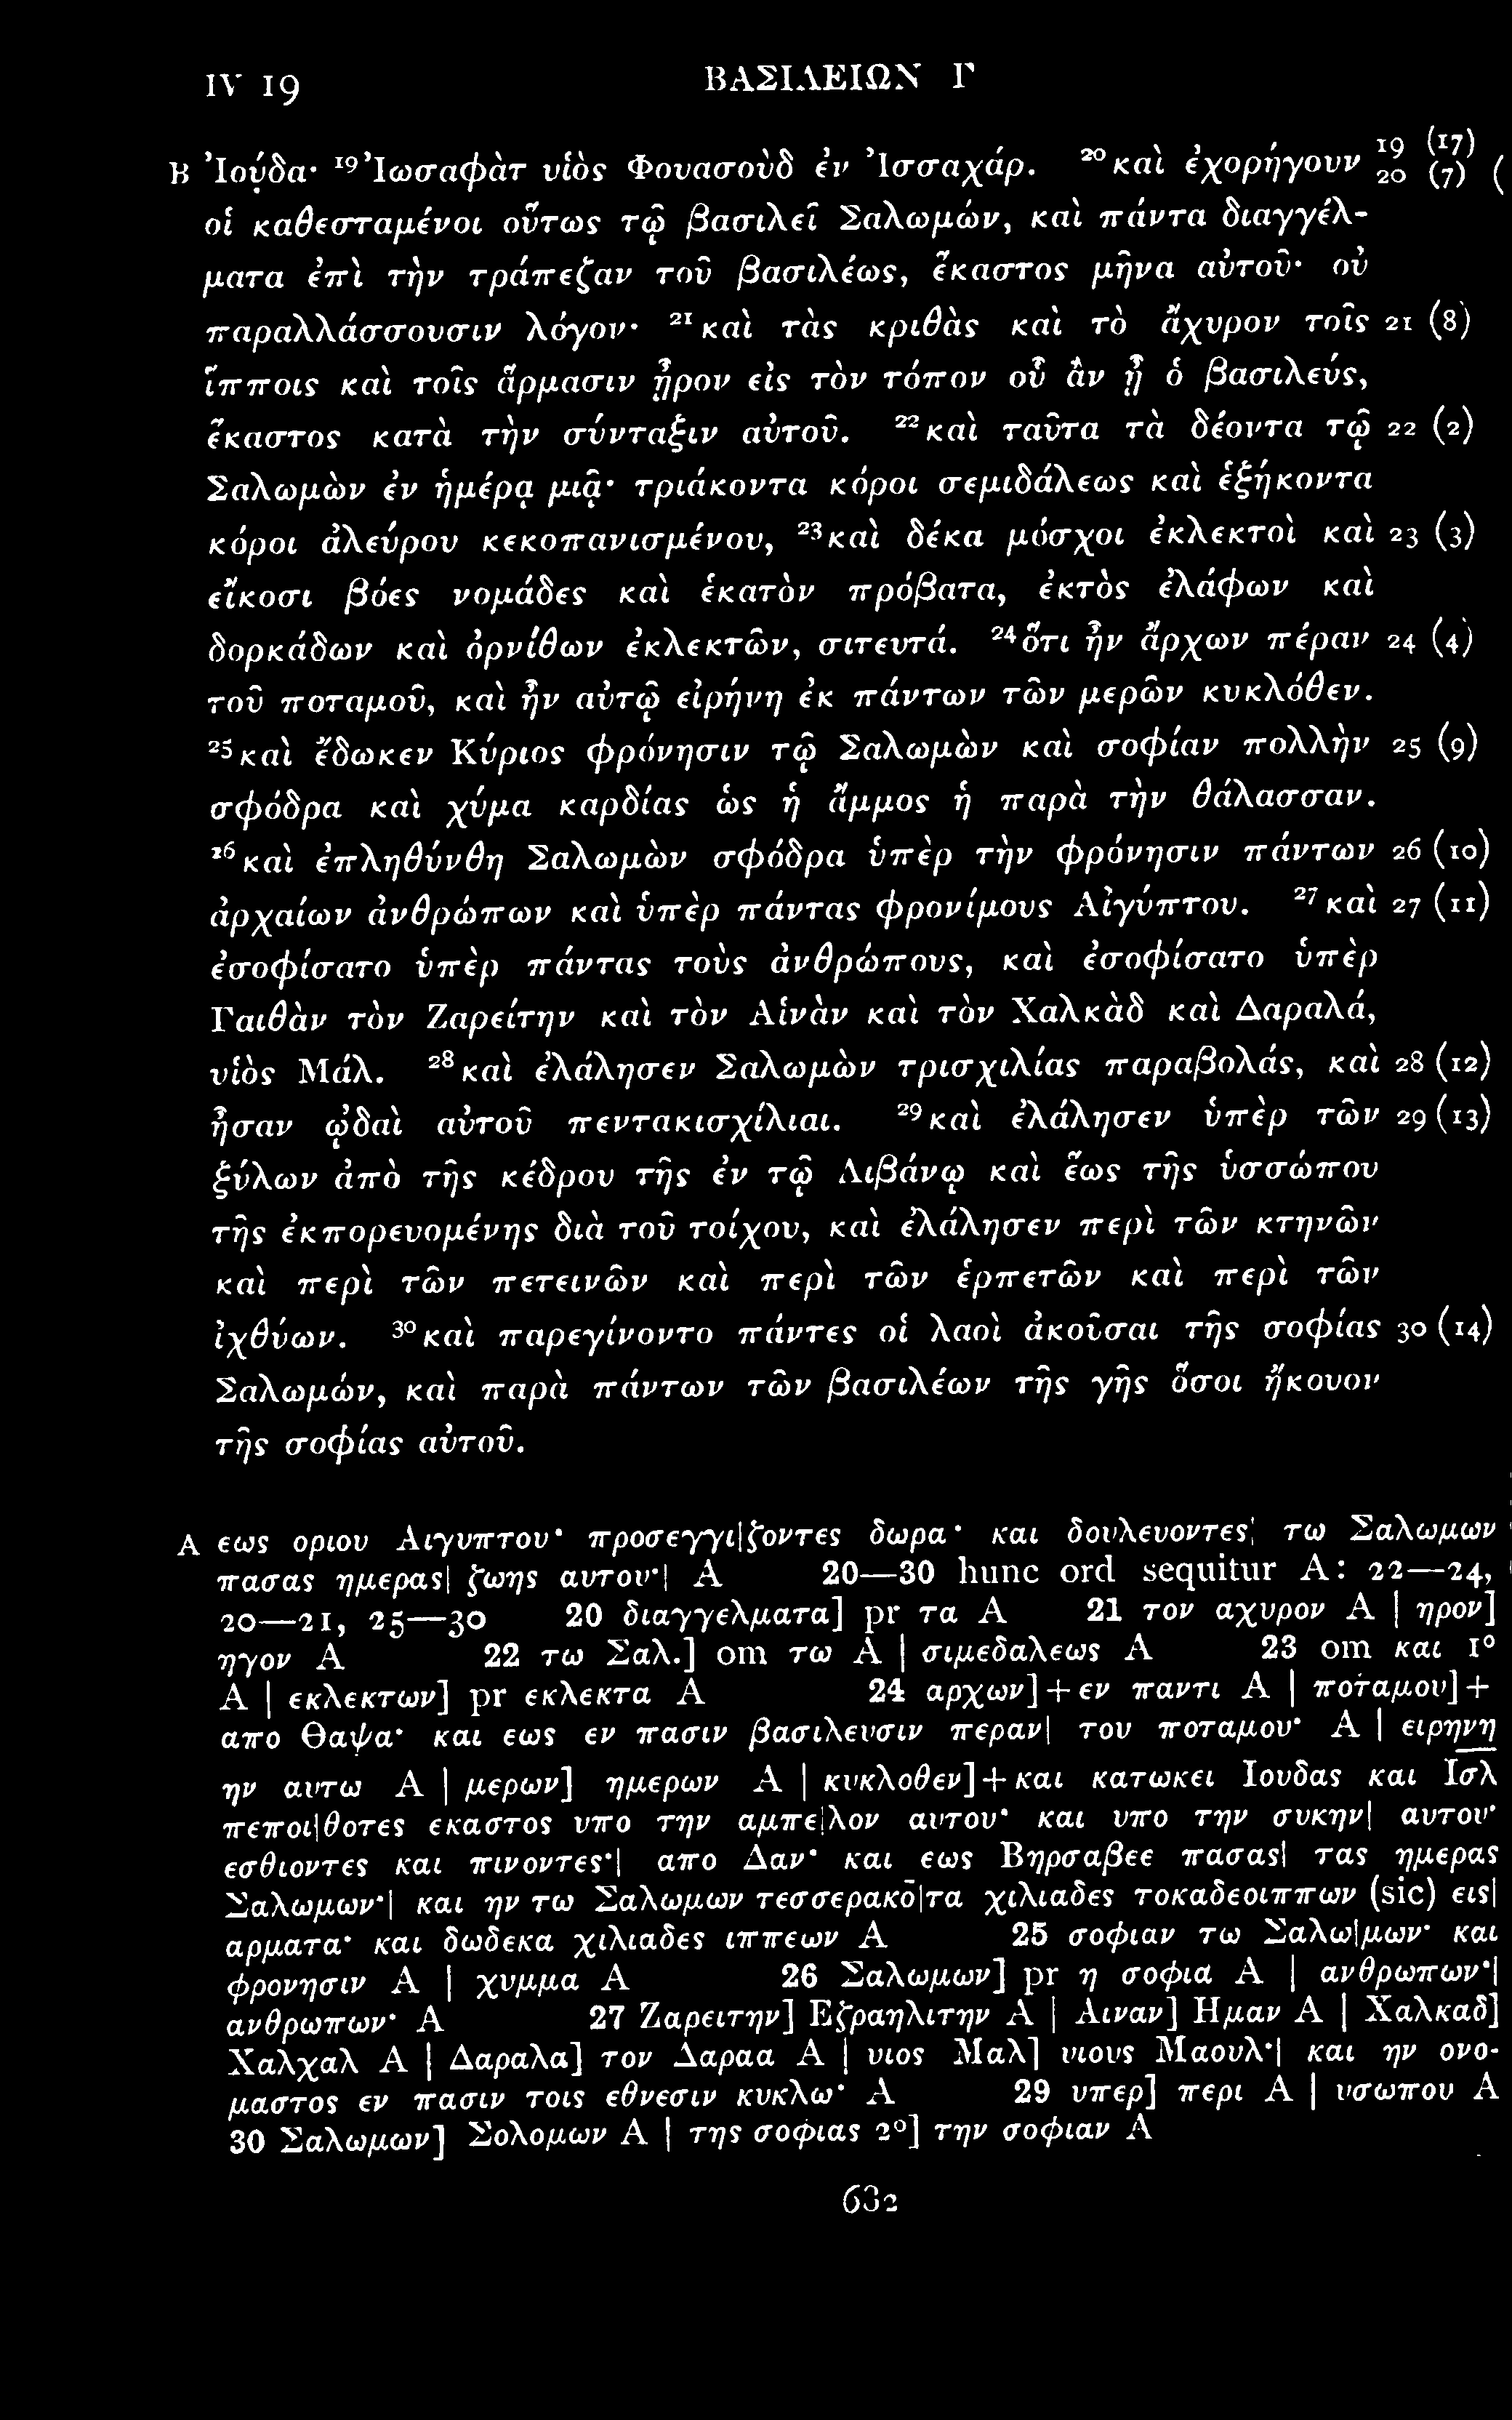 IV 19 ΒΑΣΙΛΕΙΩΝ Γ
B Ἰούδα· ¹⁹Ἰωσαφὰτ υἱὸς Φουασοὺδ ἐν Ἰσσαχάρ. ²⁰καὶ ἐχορήγουν 19 (17) 20 (7) (
οἱ καθεσταμένοι οὕτως τῷ βασιλεῖ Σαλωμών, καὶ πάντα διαγγέλ-
ματα ἐπὶ τὴν τράπεζαν τοῦ βασιλέως, ἕκαστος μῆνα αὐτοῦ· οὐ
παραλλάσσουσιν λόγον· ²¹καὶ τὰς κριθὰς καὶ τὸ ἄχυρον τοῖς 21 (8)
ἵπποις καὶ τοῖς ἅρμασιν ᾖρον εἰς τὸν τόπον οὗ ἂν ᾖ ὁ βασιλεύς,
ἕκαστος κατὰ τὴν σύνταξιν αὐτοῦ. ²²καὶ ταῦτα τὰ δέοντα τῷ 22 (2)
Σαλωμὼν ἐν ἡμέρᾳ μιᾷ· τριάκοντα κόροι σεμιδάλεως καὶ ἑξήκοντα
κόροι ἀλεύρου κεκοπανισμένου, ²³καὶ δέκα μόσχοι ἐκλεκτοὶ καὶ 23 (3)
εἴκοσι βόες νομάδες καὶ ἑκατὸν πρόβατα, ἐκτὸς ἐλάφων καὶ
δορκάδων καὶ ὀρνίθων ἐκλεκτῶν, σιτευτά. ²⁴ὅτι ἦν ἄρχων πέραν 24 (4)
τοῦ ποταμοῦ, καὶ ἦν αὐτῷ εἰρήνη ἐκ πάντων τῶν μερῶν κυκλόθεν.
²⁵καὶ ἔδωκεν Κύριος φρόνησιν τῷ Σαλωμὼν καὶ σοφίαν πολλὴν 25 (9)
σφόδρα καὶ χύμα καρδίας ὡς ἡ ἄμμος ἡ παρὰ τὴν θάλασσαν.
²⁶καὶ ἐπληθύνθη Σαλωμὼν σφόδρα ὑπὲρ τὴν φρόνησιν πάντων 26 (10)
ἀρχαίων ἀνθρώπων καὶ ὑπὲρ πάντας φρονίμους Αἰγύπτου. ²⁷καὶ 27 (11)
ἐσοφίσατο ὑπὲρ πάντας τοὺς ἀνθρώπους, καὶ ἐσοφίσατο ὑπὲρ
Γαιθὰν τὸν Ζαρείτην καὶ τὸν Αἱνὰν καὶ τὸν Χαλκὰδ καὶ Δαραλά,
υἱὸς Μάλ. ²⁸καὶ ἐλάλησεν Σαλωμὼν τρισχιλίας παραβολάς, καὶ 28 (12)
ἦσαν ᾠδαὶ αὐτοῦ πεντακισχίλιαι. ²⁹καὶ ἐλάλησεν ὑπὲρ τῶν 29 (13)
ξύλων ἀπὸ τῆς κέδρου τῆς ἐν τῷ Λιβάνῳ καὶ ἕως τῆς ὑσσώπου
τῆς ἐκπορευομένης διὰ τοῦ τοίχου, καὶ ἐλάλησεν περὶ τῶν κτηνῶν
καὶ περὶ τῶν πετεινῶν καὶ περὶ τῶν ἑρπετῶν καὶ περὶ τῶν
ἰχθύων. ³⁰καὶ παρεγίνοντο πάντες οἱ λαοὶ ἀκοῦσαι τῆς σοφίας 30 (14)
Σαλωμών, καὶ παρὰ πάντων τῶν βασιλέων τῆς γῆς ὅσοι ἤκουον
τῆς σοφίας αὐτοῦ.
A εως οριου Αιγυπτου· προσεγγι|ζοντες δωρα· και δουλευοντες| τω Σαλωμων
πασας ημερας| ζωης αυτου·| A 20—30 hunc ord sequitur A: 22—24,
20—21, 25—30 20 διαγγελματα] pr τα A 21 τον αχυρον A | ηρον]
ηγον A 22 τω Σαλ.] om τω A | σιμεδαλεως A 23 om και 1°
A | εκλεκτων] pr εκλεκτα A 24 αρχων] + εν παντι A | ποταμου] +
απο Θαψα· και εως εν πασιν βασιλευσιν περαν| του ποταμου· A | ειρηνη
ην αυτω A | μερων] ημερων A | κυκλοθεν] + και κατωκει Ιουδας και Ισ̅λ̅
πεποι|θοτες εκαστος υπο την αμπε|λον αυτου· και υπο την συκην| αυτου·
εσθιοντες και πινοντες·| απο Δαν· και εως Βηρσαβεε πασας| τας ημερας
Σαλωμων·| και ην τω Σαλωμων τεσσερακο̅|τα χιλιαδες τοκαδεοιππων (sic) εις|
αρματα· και δωδεκα χιλιαδες ιππεων A 25 σοφιαν τω Σαλω|μων· και
φρονησιν A | χυμμα A 26 Σαλωμων] pr η σοφια A | ανθρωπων·|
ανθρωπων· A 27 Ζαρειτην] Εζραηλιτην A | Αιναν] Ημαν A | Χαλκαδ]
Χαλχαλ A | Δαραλα] τον Δαραα A | υιος Μαλ] υιους Μαουλ·| και ην ονο-
μαστος εν πασιν τοις εθνεσιν κυκλω· A 29 υπερ] περι A | υσωπου A
30 Σαλωμων] Σολομων A | της σοφιας 2°] την σοφιαν A
632